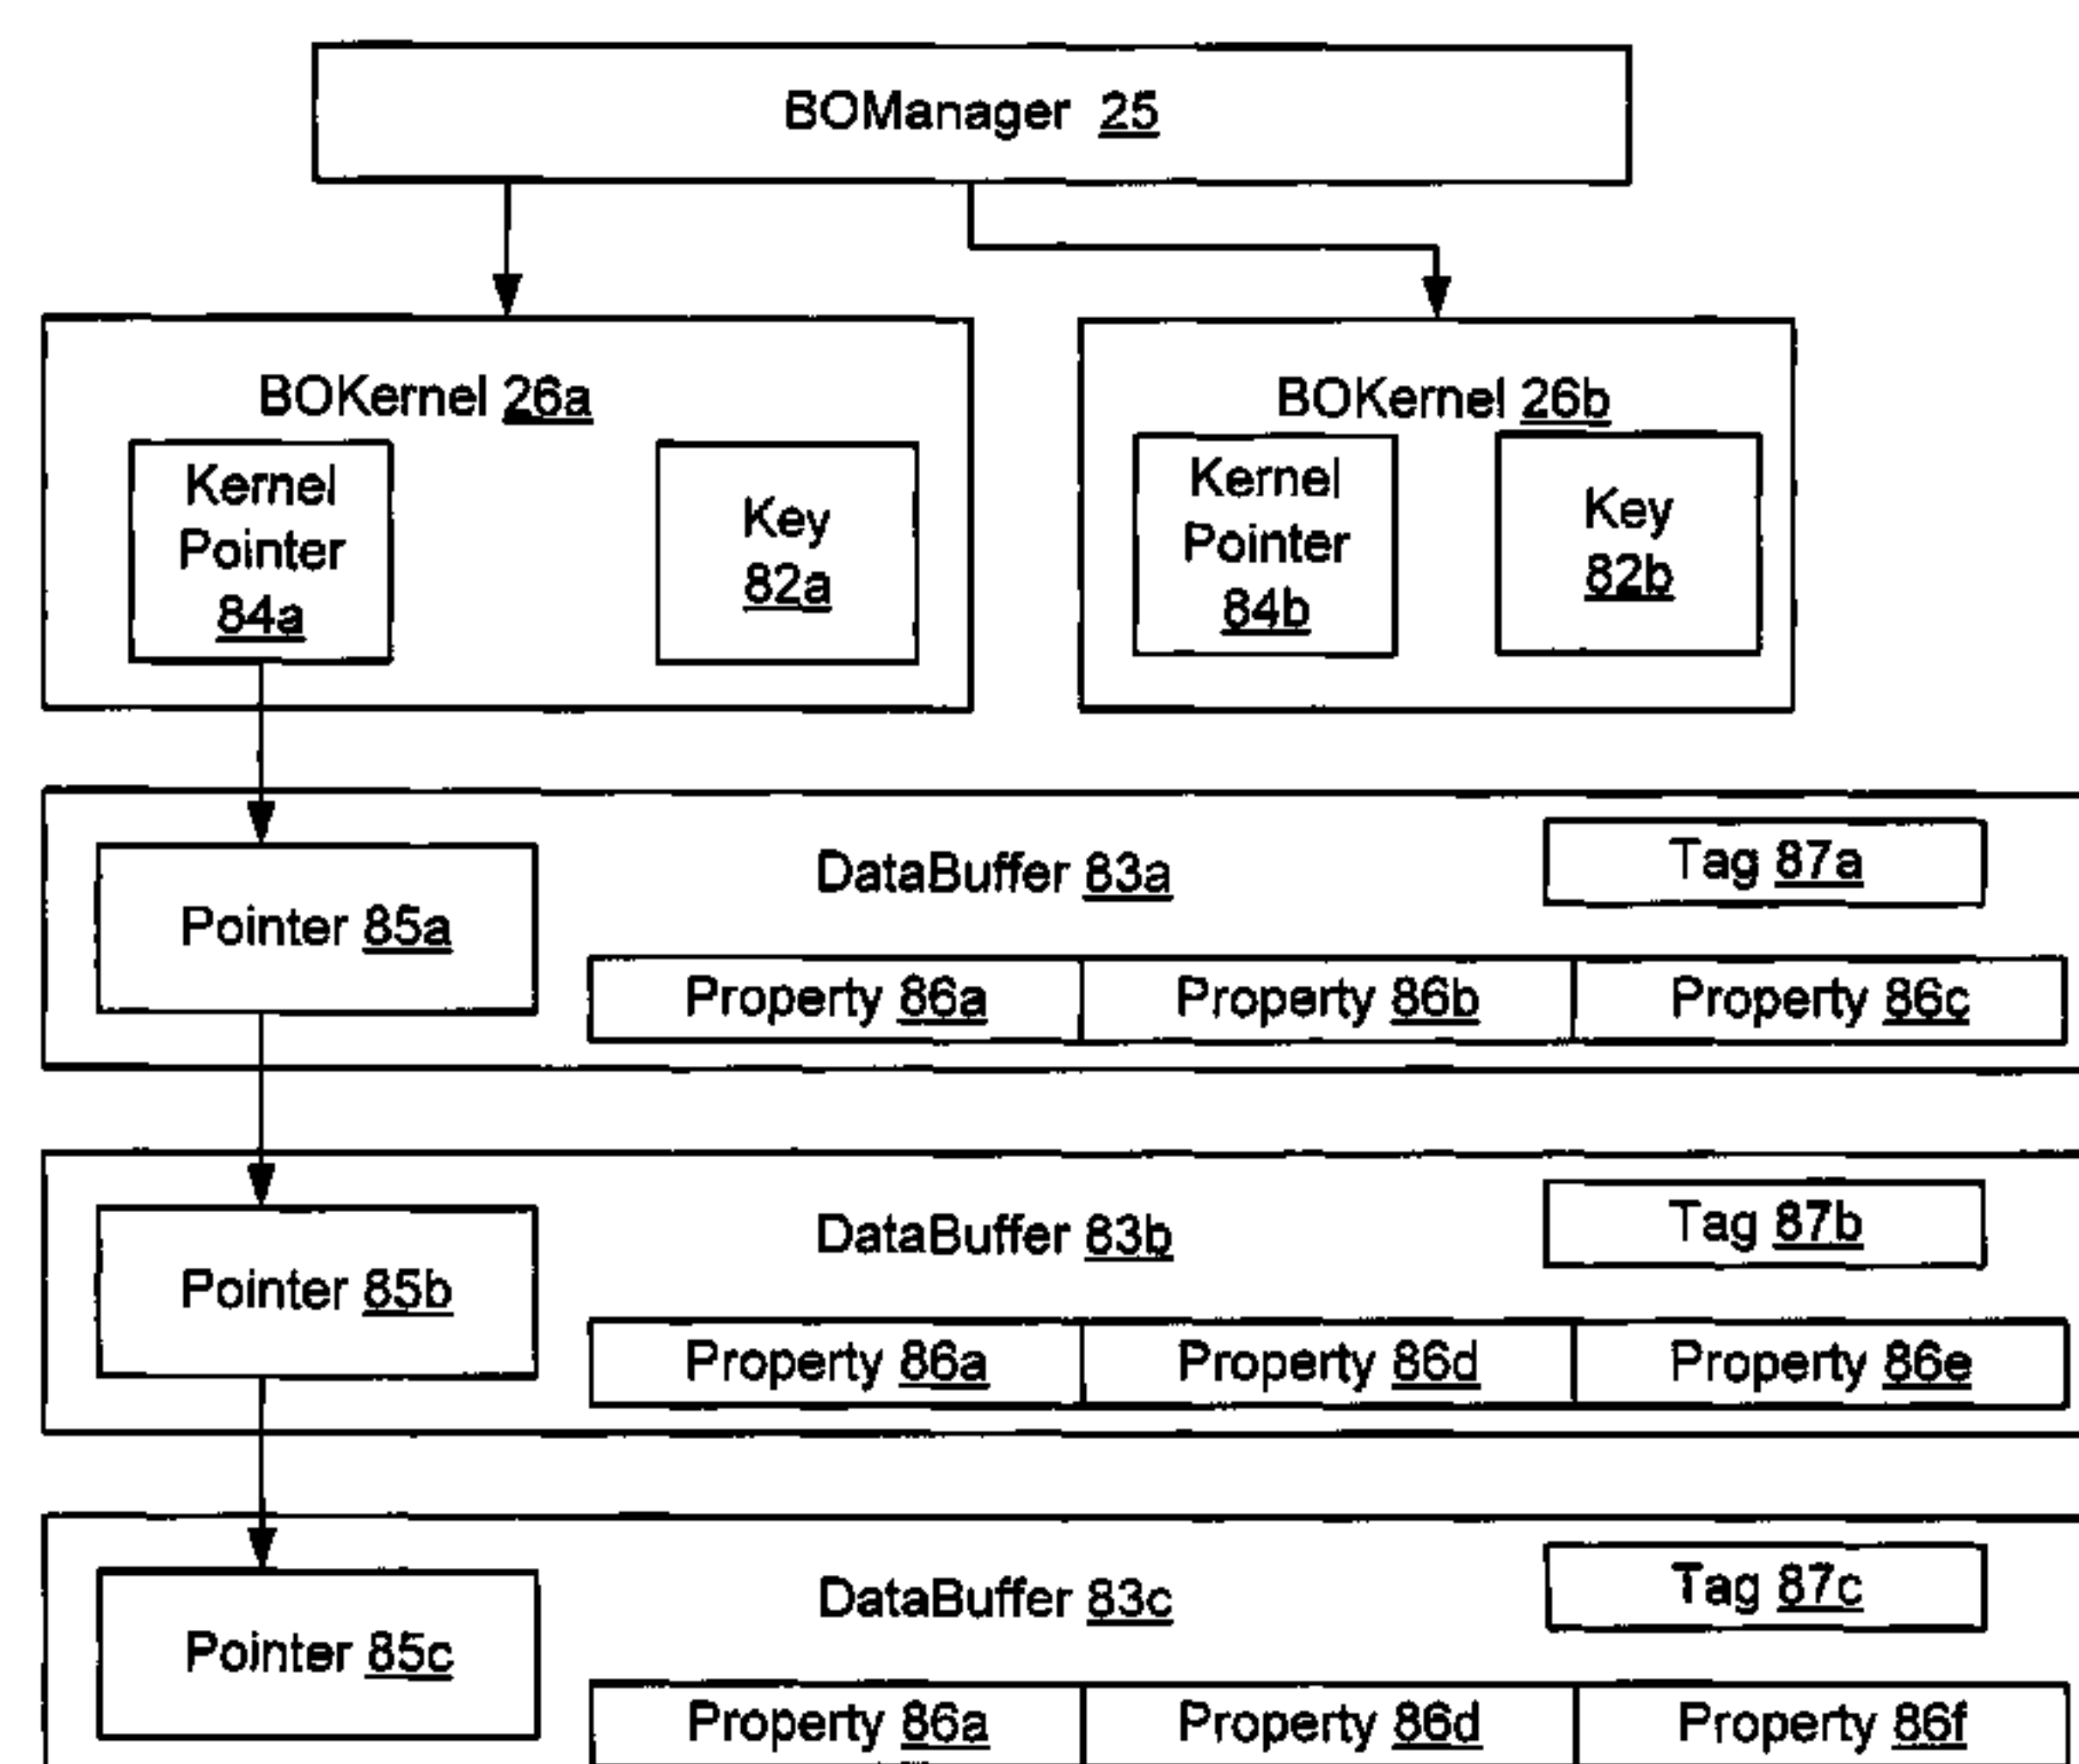 BOManager 25
BOKernel 26a
Kernel
Pointer
84a
Key
82a
BOKernel 26b
Kernel
Pointer
84b
Key
82b
DataBuffer 83a
Tag 87a
Pointer 85a
Property 86a
Property 86b
Property 86c
DataBuffer 83b
Tag 87b
Pointer 85b
Property 86a
Property 86d
Property 86e
DataBuffer 83c
Tag 87c
Pointer 85c
Property 86a
Property 86d
Property 86f